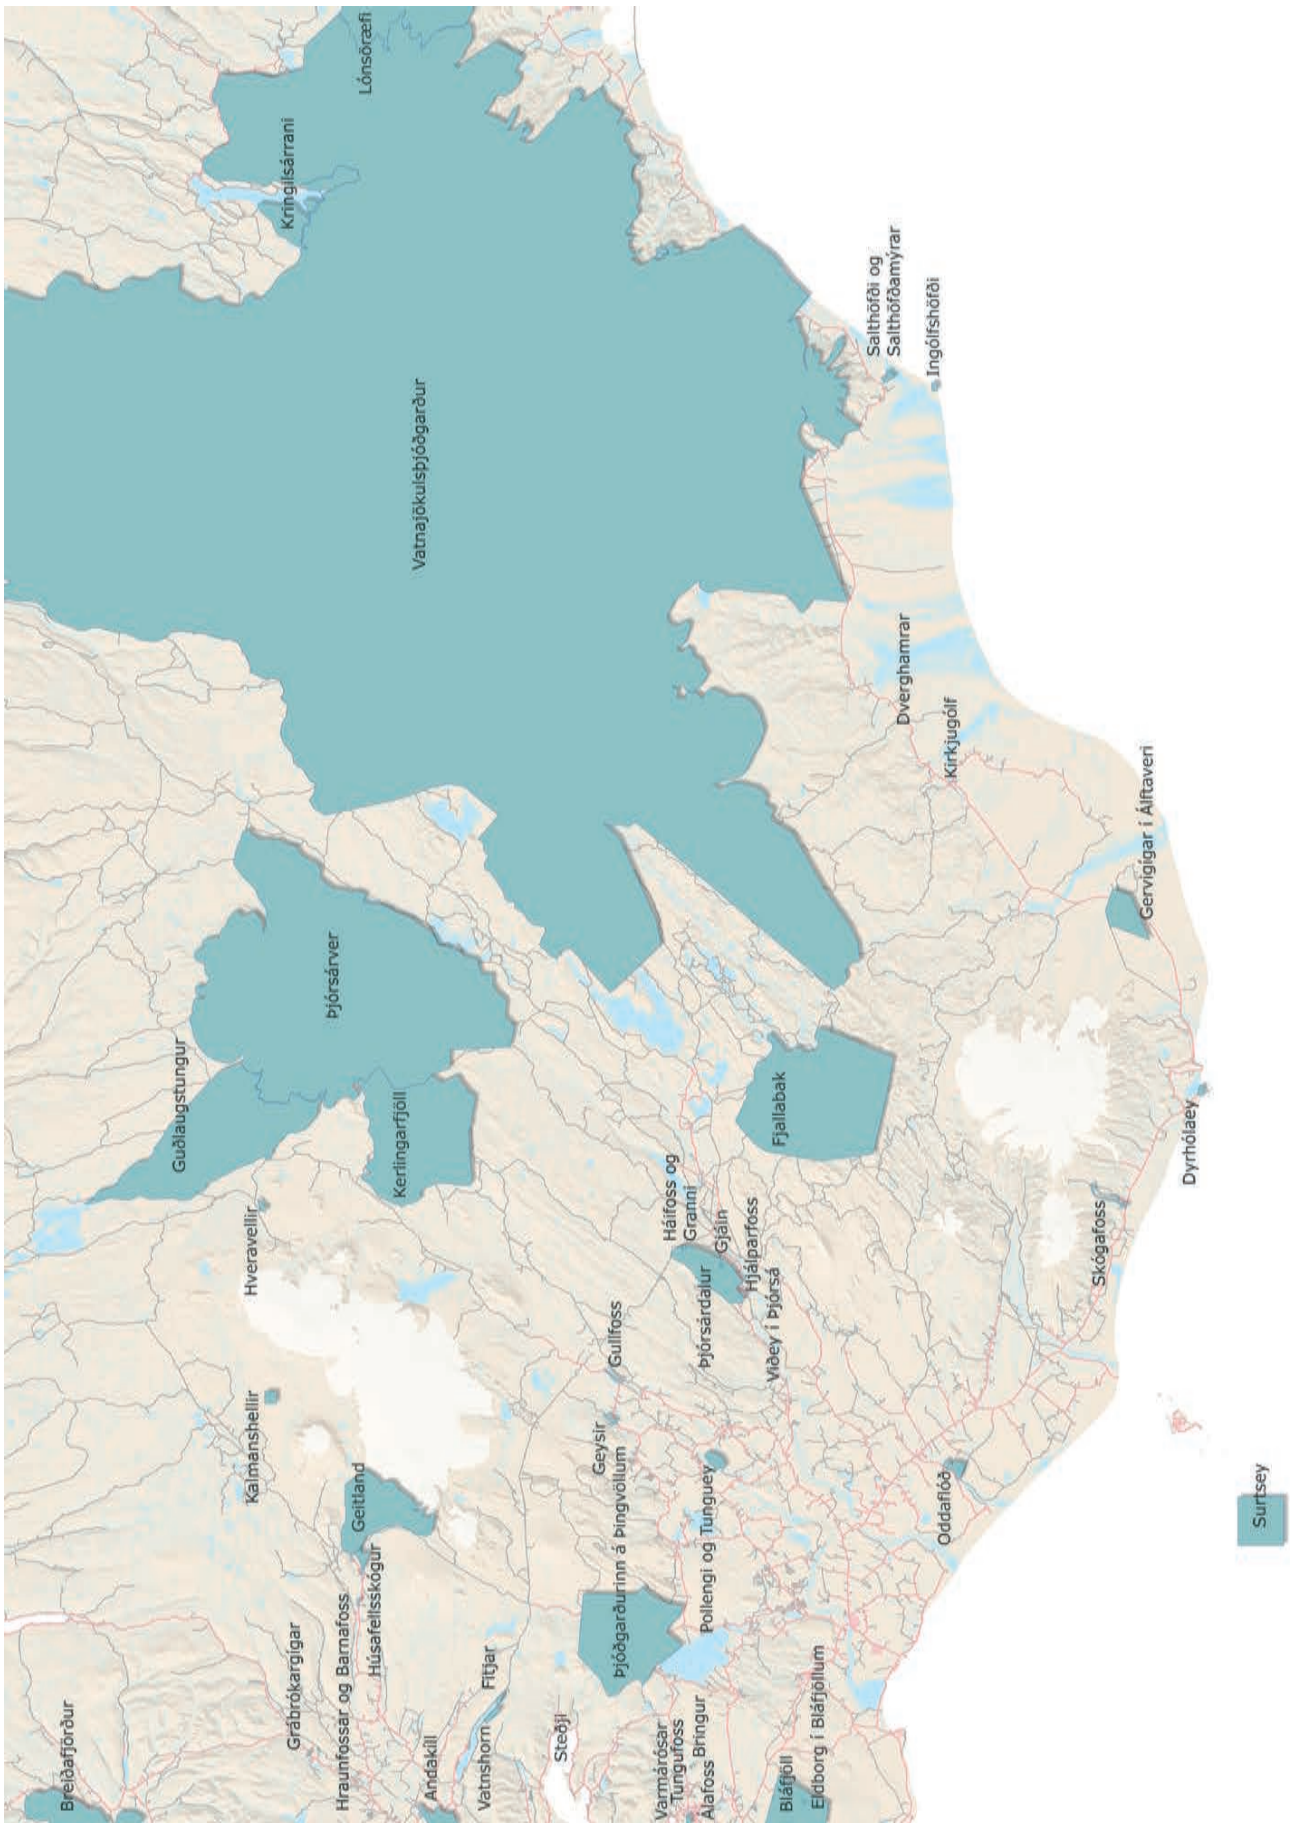 Breiðafjörður
Grábrókargígar
Hraunfossar og Barnafoss
Húsafellsskógur
Andakíll
Vatnshorn
Fitjar
Steðji
Varmárósar
Tungufoss
Álafoss
Bringur
Bláfjöll
Eldborg í Bláfjöllum
Kalmanshellir
Geitland
Geysir
Þjóðgarðurinn á Þingvöllum
Pollengi og Tunguey
Oddaflóð
Surtsey
Hveravellir
Gullfoss
Þjórsárdalur
Viðey í Þjórsá
Háifoss og
Granni
Gjáin
Hjálparfoss
Skógafoss
Guðlaugstungur
Kerlingarfjöll
Fjallabak
Dyrhólaey
Þjórsárver
Gervigígar í Álftaveri
Kirkjugólf
Dverghamrar
Vatnajökulsþjóðgarður
Salthöfði og
Salthöfðamýrar
Ingólfshöfði
Kringilsárrani
Lónsöræfi